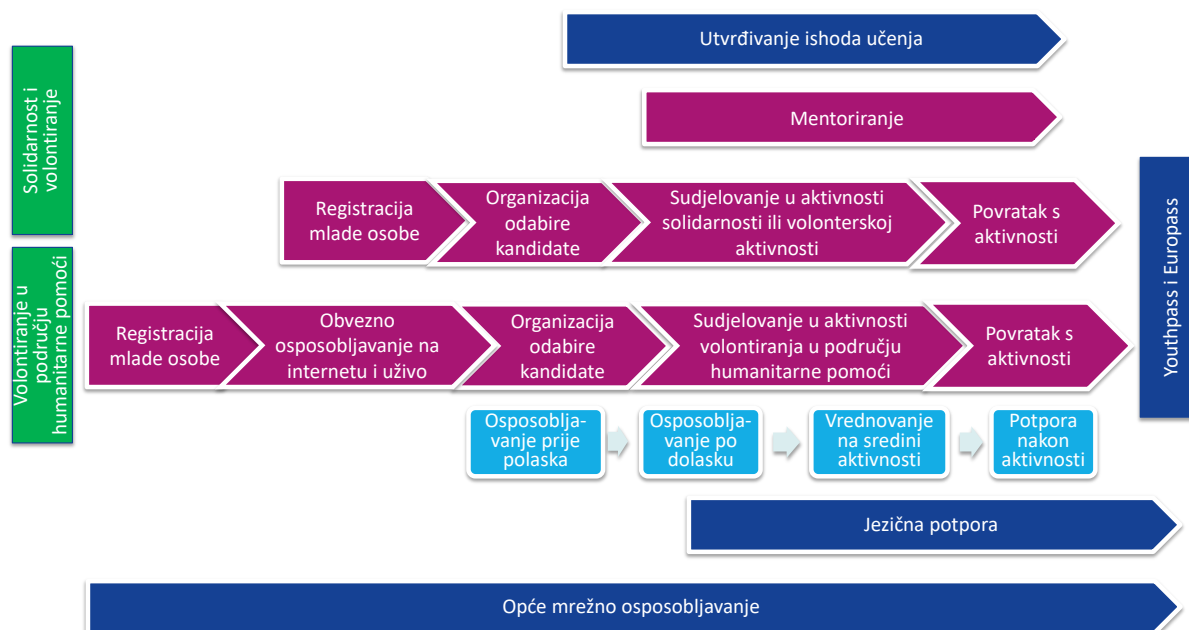 Utvrđivanje ishoda učenja
Mentoriranje
Solidarnost i
volontiranje
Registracija
mlade osobe
Organizacija
odabire
kandidate
Sudjelovanje u aktivnosti
solidarnosti ili volonterskoj
aktivnosti
Povratak s
aktivnosti
Volontiranje u
području
humanitarne pomoći
Registracija
mlade osobe
Obvezno
osposobljavanje na
internetu i uživo
Organizacija
odabire
kandidate
Sudjelovanje u aktivnosti
volontiranja u području
humanitarne pomoći
Povratak s
aktivnosti
Youthpass i Europass
Osposoblja-
vanje prije
polaska
Osposoblja-
vanje po
dolasku
Vrednovanje
na sredini
aktivnosti
Potpora
nakon
aktivnosti
Jezična potpora
Opće mrežno osposobljavanje